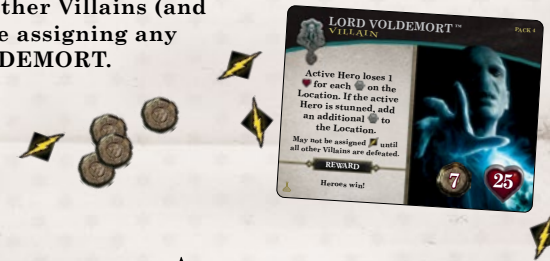 ther Villains (and
e assigning any
DEMORT.
LORD VOLDEMORT™
VILLAIN
PACK 4
Active Hero loses 1
for each on the
Location. If the active
Hero is stunned, add
an additional to
the Location.
May not be assigned until
all other Villains are defeated.
REWARD
Heroes win!
7
25